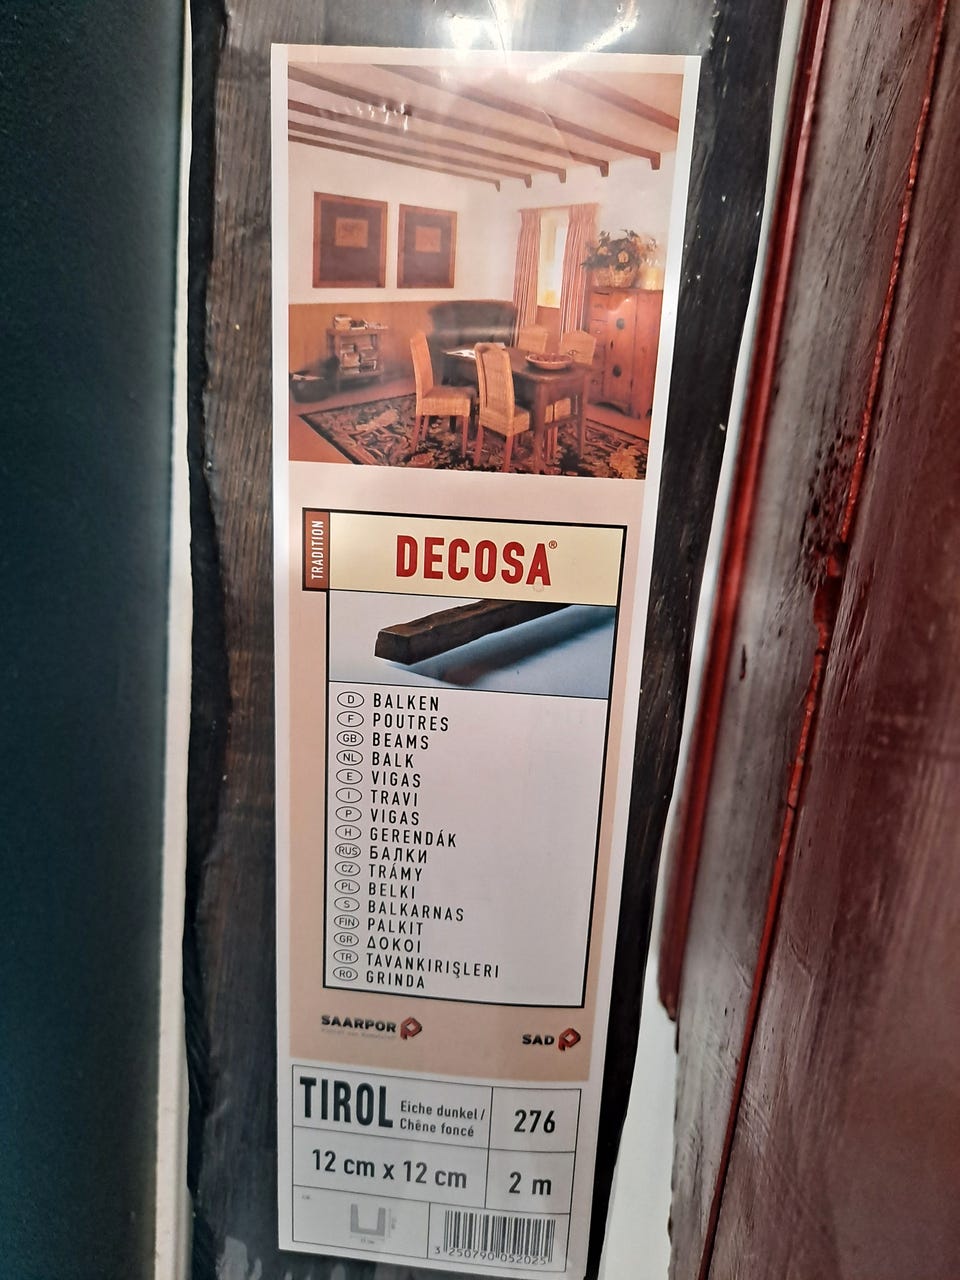 TRADITION
DECOSA®
D BALKEN
F POUTRES
GB BEAMS
NL BALK
E VIGAS
I TRAVI
P VIGAS
H GERENDÁK
RUS БАЛКИ
CZ TRÁMY
PL BELKI
S BALKARNAS
FIN PALKIT
GR ΔΟΚΟΙ
TR TAVANKIRIŞLERI
RO GRINDA
SAARPOR
SAD
TIROL Eiche dunkel / Chêne foncé
276
12 cm x 12 cm
2 m
3 250790 052025